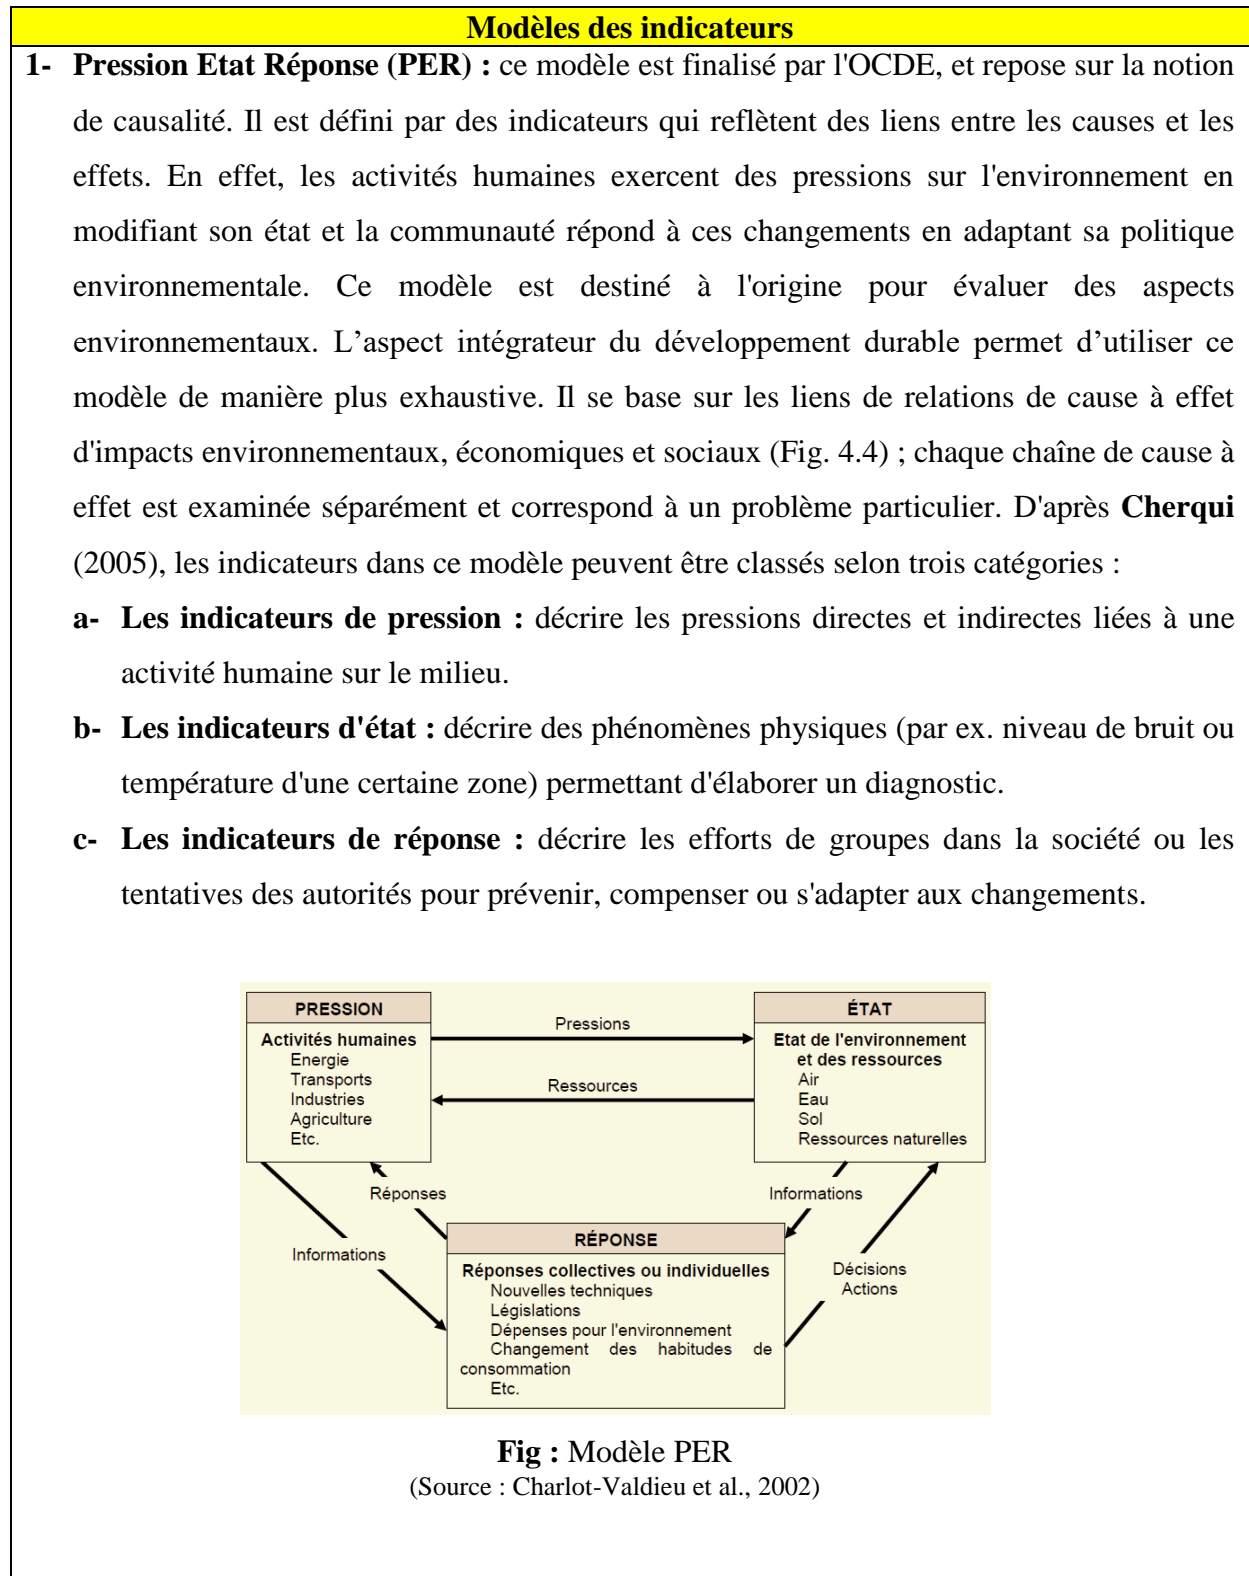 Modèles des indicateurs
1- Pression Etat Réponse (PER) : ce modèle est finalisé par l'OCDE, et repose sur la notion
de causalité. Il est défini par des indicateurs qui reflètent des liens entre les causes et les
effets. En effet, les activités humaines exercent des pressions sur l'environnement en
modifiant son état et la communauté répond à ces changements en adaptant sa politique
environnementale. Ce modèle est destiné à l'origine pour évaluer des aspects
environnementaux. L’aspect intégrateur du développement durable permet d’utiliser ce
modèle de manière plus exhaustive. Il se base sur les liens de relations de cause à effet
d'impacts environnementaux, économiques et sociaux (Fig. 4.4) ; chaque chaîne de cause à
effet est examinée séparément et correspond à un problème particulier. D'après Cherqui
(2005), les indicateurs dans ce modèle peuvent être classés selon trois catégories :
a- Les indicateurs de pression : décrire les pressions directes et indirectes liées à une
activité humaine sur le milieu.
b- Les indicateurs d'état : décrire des phénomènes physiques (par ex. niveau de bruit ou
température d'une certaine zone) permettant d'élaborer un diagnostic.
c- Les indicateurs de réponse : décrire les efforts de groupes dans la société ou les
tentatives des autorités pour prévenir, compenser ou s'adapter aux changements.
PRESSION
Activités humaines
Energie
Transports
Industries
Agriculture
Etc.
Pressions
Ressources
ÉTAT
Etat de l'environnement
et des ressources
Air
Eau
Sol
Ressources naturelles
Réponses
Informations
Informations
Décisions
Actions
RÉPONSE
Réponses collectives ou individuelles
Nouvelles techniques
Législations
Dépenses pour l'environnement
Changement des habitudes de
consommation
Etc.
Fig : Modèle PER
(Source : Charlot-Valdieu et al., 2002)